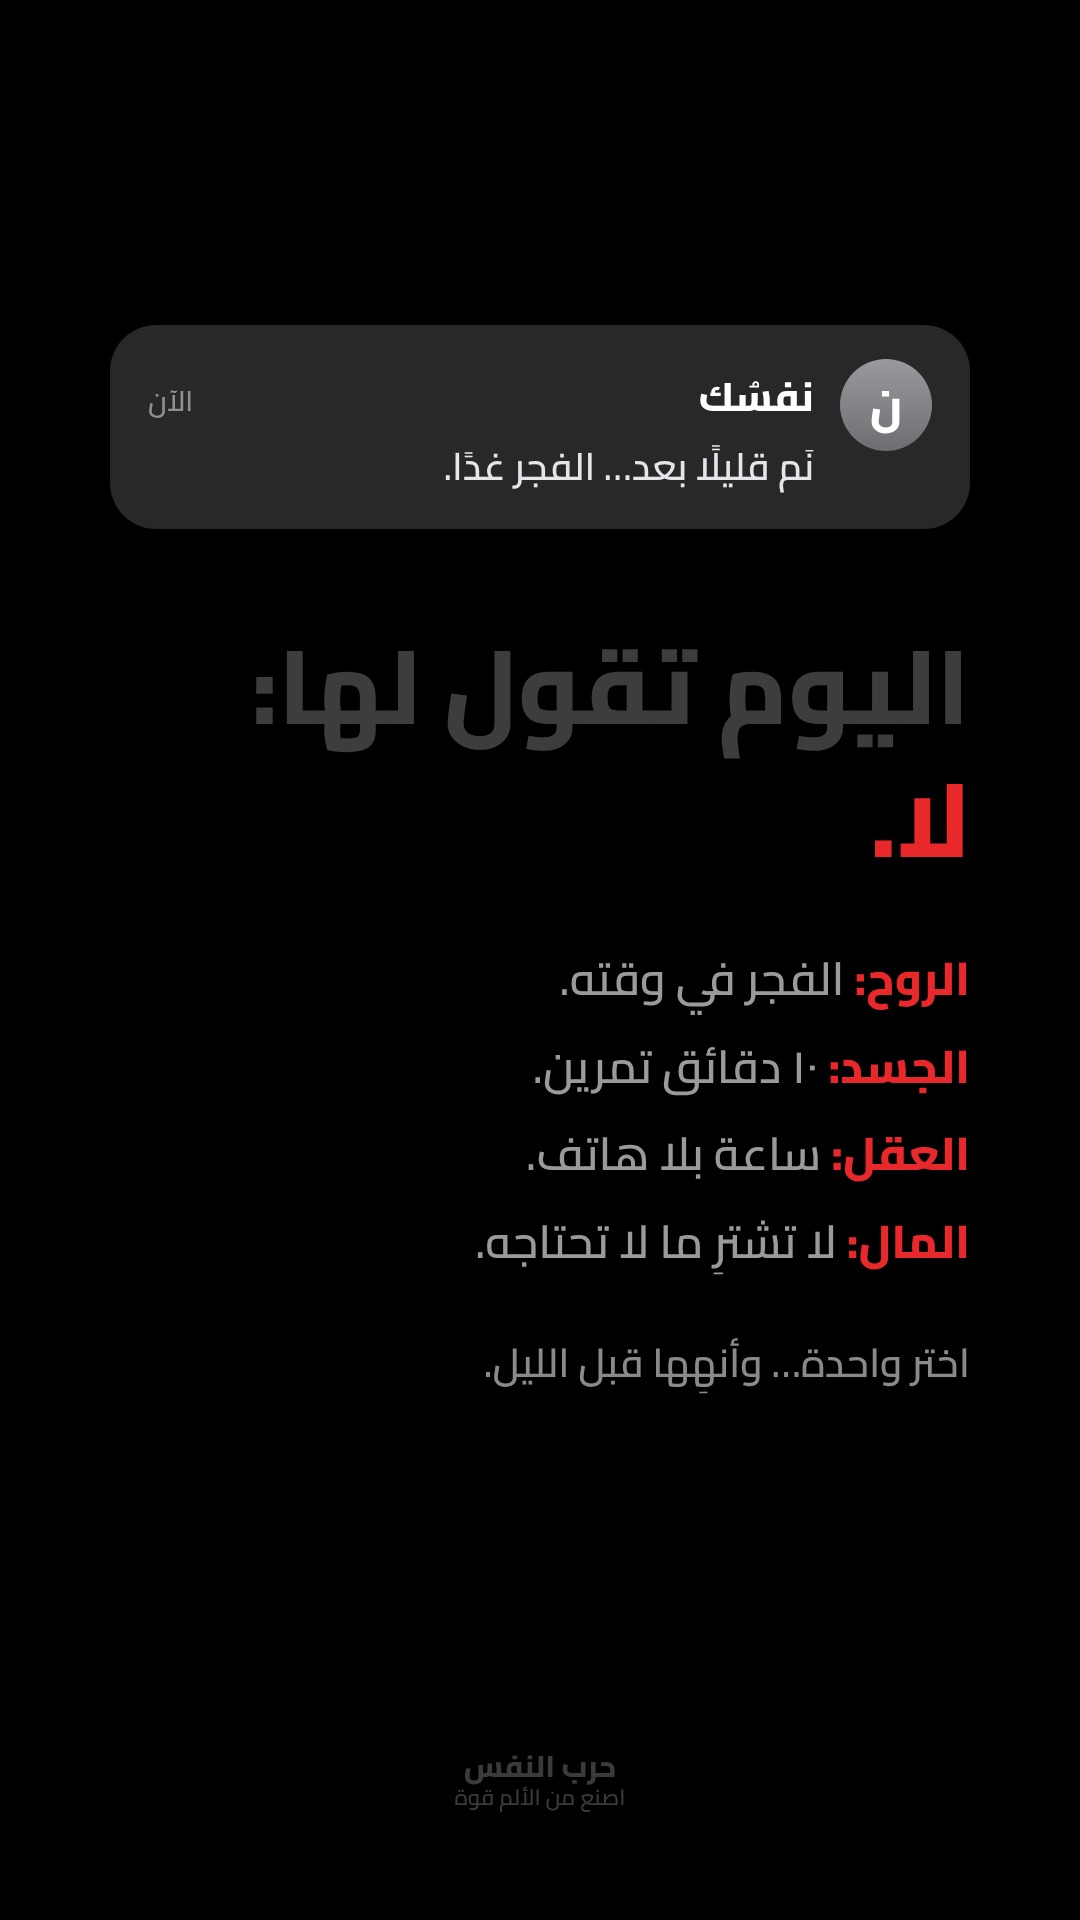 ن
نفسُك
الآن
نَم قليلًا بعد... الفجر غدًا.
اليوم تقول لها:
لا.
الروح: الفجر في وقته.
الجسد: ١٠ دقائق تمرين.
العقل: ساعة بلا هاتف.
المال: لا تشترِ ما لا تحتاجه.
اختر واحدة... وأنهِها قبل الليل.
حرب النفس
اصنع من الألم قوة